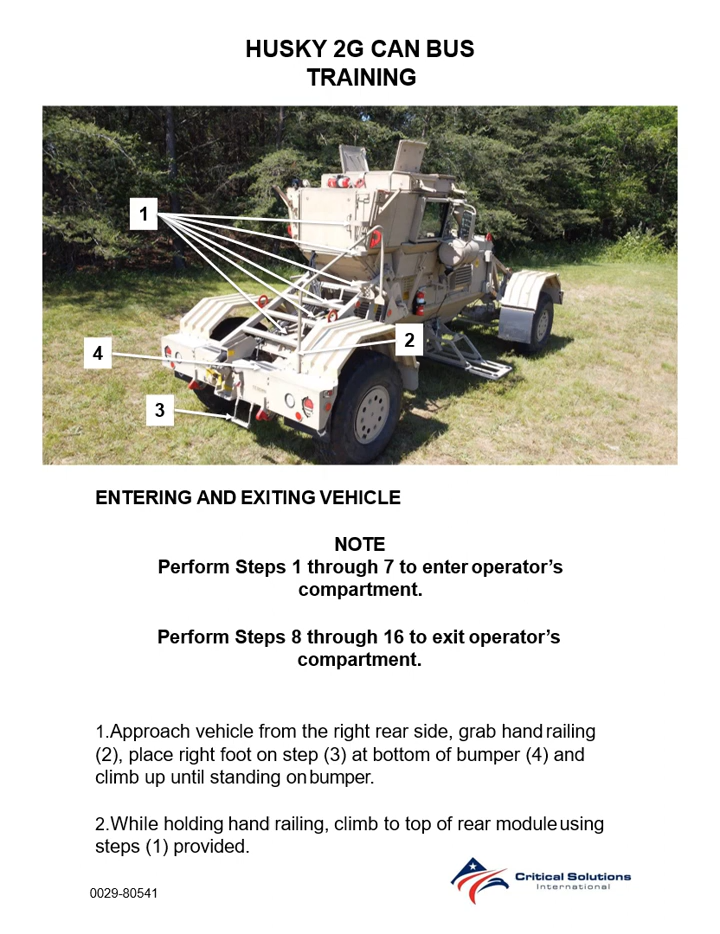 HUSKY 2G CAN BUS
TRAINING
1
2
4
3
ENTERING AND EXITING VEHICLE
NOTE
Perform Steps 1 through 7 to enter operator’s
compartment.
Perform Steps 8 through 16 to exit operator’s
compartment.
1.Approach vehicle from the right rear side, grab hand railing
(2), place right foot on step (3) at bottom of bumper (4) and
climb up until standing on bumper.
2.While holding hand railing, climb to top of rear module using
steps (1) provided.
0029-80541
Critical Solutions
International